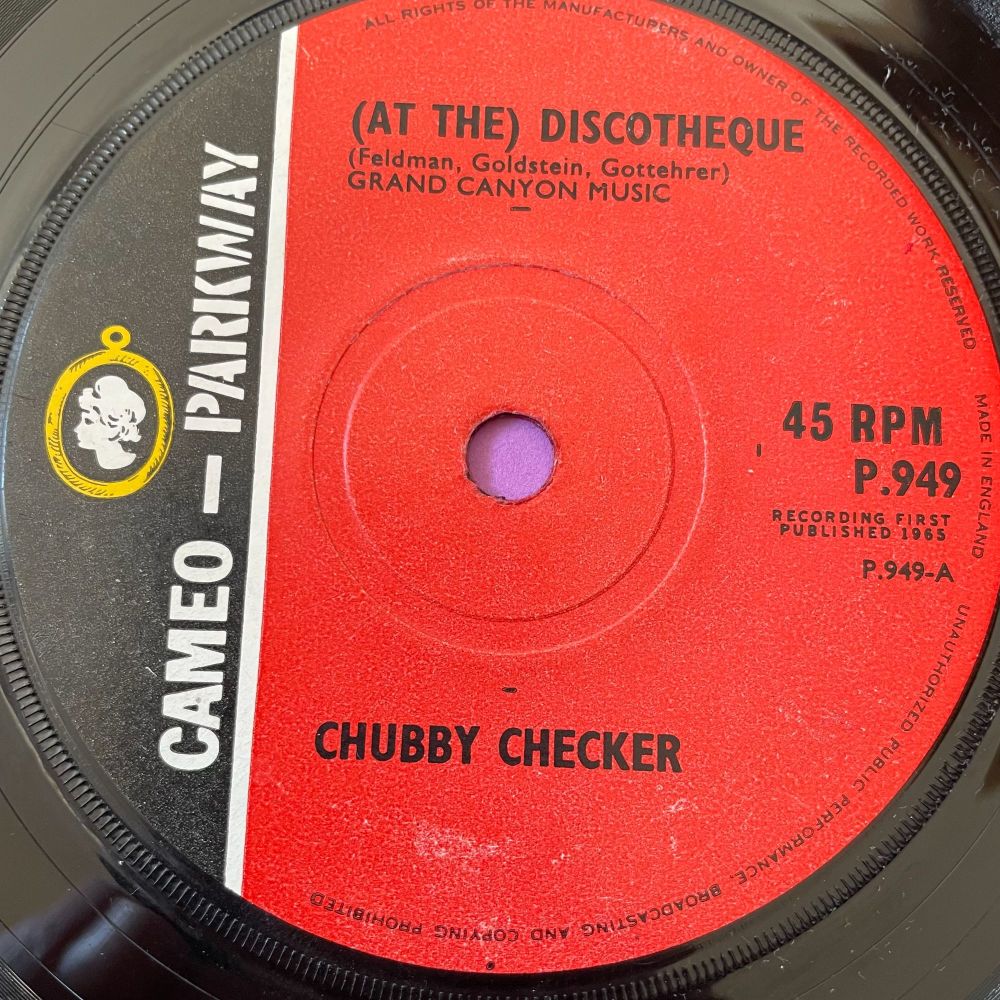 ALL RIGHTS OF THE MANUFACTURERS AND OWNER OF THE RECORDED WORK RESERVED
(AT THE) DISCOTHEQUE
(Feldman, Goldstein, Gottehrer)
GRAND CANYON MUSIC
CAMEO — PARKWAY
45 RPM
P.949
RECORDING FIRST
PUBLISHED 1965
P.949-A
MADE IN ENGLAND
CHUBBY CHECKER
UNAUTHORIZED PUBLIC PERFORMANCE, BROADCASTING AND COPYING PROHIBITED